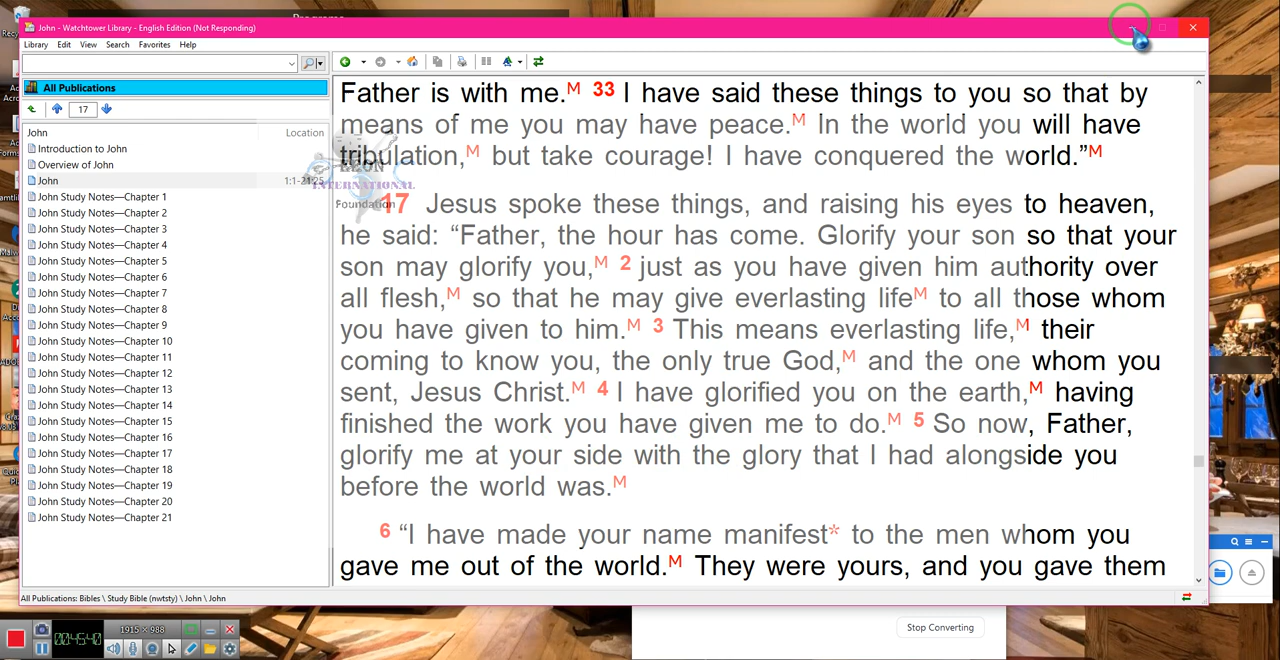 John - Watchtower Library - English Edition (Not Responding)
Library Edit View Search Favorites Help
All Publications
17
John Location
Introduction to John
Overview of John
John 1:1-21:25
John Study Notes—Chapter 1
John Study Notes—Chapter 2
John Study Notes—Chapter 3
John Study Notes—Chapter 4
John Study Notes—Chapter 5
John Study Notes—Chapter 6
John Study Notes—Chapter 7
John Study Notes—Chapter 8
John Study Notes—Chapter 9
John Study Notes—Chapter 10
John Study Notes—Chapter 11
John Study Notes—Chapter 12
John Study Notes—Chapter 13
John Study Notes—Chapter 14
John Study Notes—Chapter 15
John Study Notes—Chapter 16
John Study Notes—Chapter 17
John Study Notes—Chapter 18
John Study Notes—Chapter 19
John Study Notes—Chapter 20
John Study Notes—Chapter 21
Father is with me.M 33 I have said these things to you so that by
means of me you may have peace.M In the world you will have
tribulation,M but take courage! I have conquered the world.”M
17 Jesus spoke these things, and raising his eyes to heaven,
he said: “Father, the hour has come. Glorify your son so that your
son may glorify you,M 2 just as you have given him authority over
all flesh,M so that he may give everlasting lifeM to all those whom
you have given to him.M 3 This means everlasting life,M their
coming to know you, the only true God,M and the one whom you
sent, Jesus Christ.M 4 I have glorified you on the earth,M having
finished the work you have given me to do.M 5 So now, Father,
glorify me at your side with the glory that I had alongside you
before the world was.M
6 “I have made your name manifest* to the men whom you
gave me out of the world.M They were yours, and you gave them
INTERNATIONAL
Foundation
All Publications: Bibles \ Study Bible (nwtsty) \ John \ John
1915 × 988
00:45:40
Stop Converting